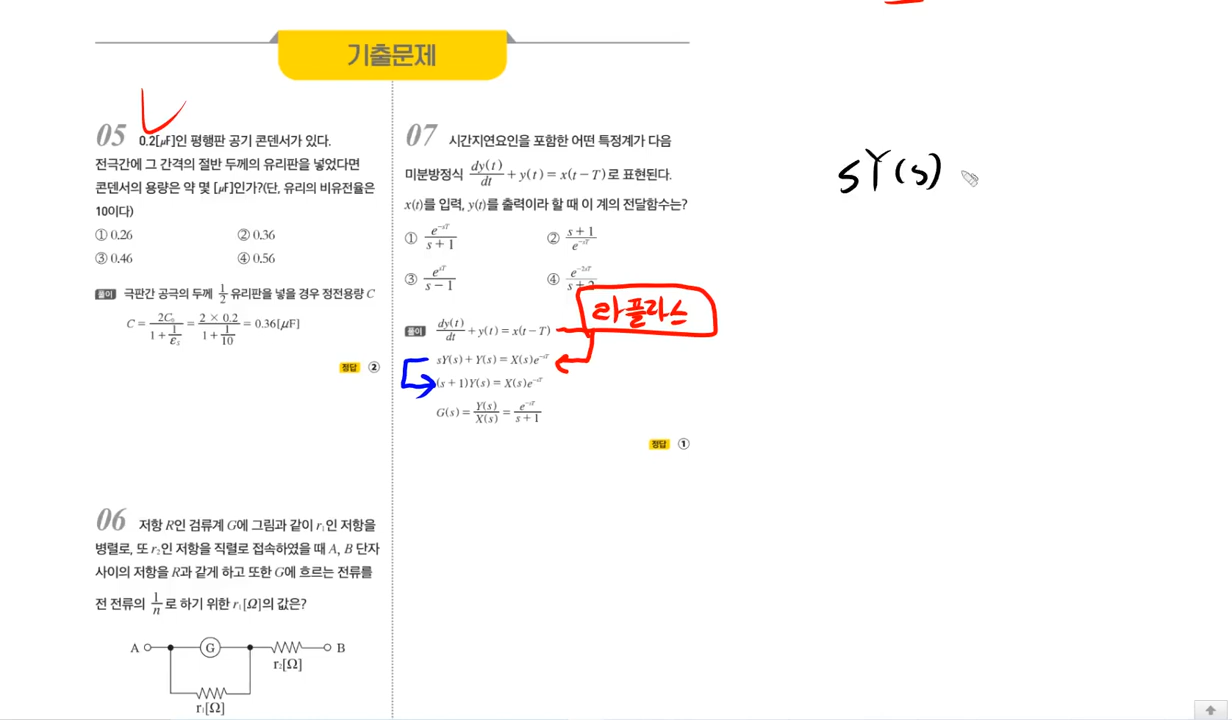 기출문제
05 0.2[μF]인 평행판 공기 콘덴서가 있다.
전극간에 그 간격의 절반 두께의 유리판을 넣었다면
콘덴서의 용량은 약 몇 [μF]인가?(단, 유리의 비유전율은
10이다)
① 0.26 ② 0.36
③ 0.46 ④ 0.56
풀이 극판간 공극의 두께 1/2 유리판을 넣을 경우 정전용량 C
C = 2C₀/(1 + 1/εₛ) = (2 × 0.2)/(1 + 1/10) = 0.36[μF]
정답 ②
06 저항 R인 검류계 G에 그림과 같이 r₁인 저항을
병렬로, 또 r₂인 저항을 직렬로 접속하였을 때 A, B 단자
사이의 저항을 R과 같게 하고 또한 G에 흐르는 전류를
전 전류의 1/n로 하기 위한 r₁[Ω]의 값은?
A G B
r₂[Ω]
r₁[Ω]
07 시간지연요인을 포함한 어떤 특정계가 다음
미분방정식 dy(t)/dt + y(t) = x(t−T)로 표현된다.
x(t)를 입력, y(t)를 출력이라 할 때 이 계의 전달함수는?
① e^(−sT)/(s+1) ② (s+1)/e^(−sT)
③ e^(sT)/(s−1) ④ e^(−2sT)/(s+2)
라플라스
풀이 dy(t)/dt + y(t) = x(t−T)
sY(s) + Y(s) = X(s)e^(−sT)
(s+1)Y(s) = X(s)e^(−sT)
G(s) = Y(s)/X(s) = e^(−sT)/(s+1)
정답 ①
sY(s)